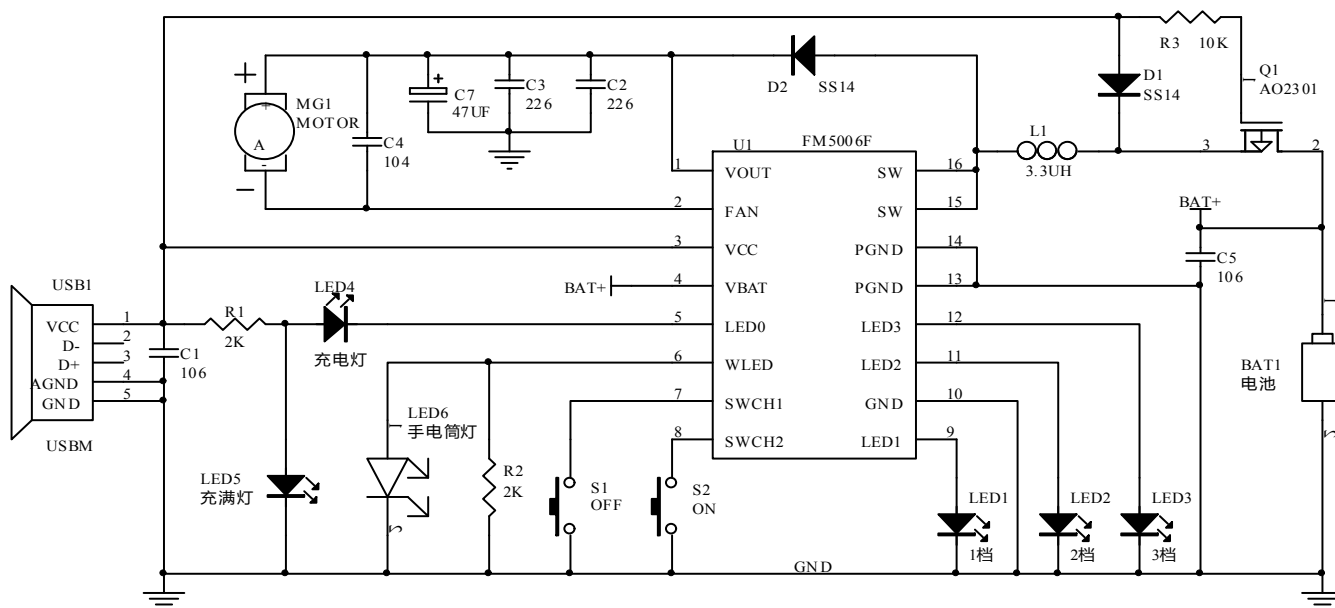 R3 10K
Q1
AO2301
D1
SS14
D2 SS14
+
MG1
MOTOR
+
A
-
−
C4
104
+
C7
47UF
C3
226
C2
226
L1
3.3UH
3 2
U1 FM5006F
1 VOUT SW 16
2 FAN SW 15
3 VCC PGND 14
BAT+ 4 VBAT PGND 13
5 LED0 LED3 12
6 WLED LED2 11
7 SWCH1 GND 10
8 SWCH2 LED1 9
BAT+
C5
106
1
BAT1
电池
2
USB1
VCC 1
D- 2
D+ 3
AGND 4
GND 5
USBM
C1
106
R1
2K
LED4
充电灯
LED5
充满灯
1
LED6
手电筒灯
2
R2
2K
S1
OFF
S2
ON
LED1
1档
LED2
2档
LED3
3档
GND